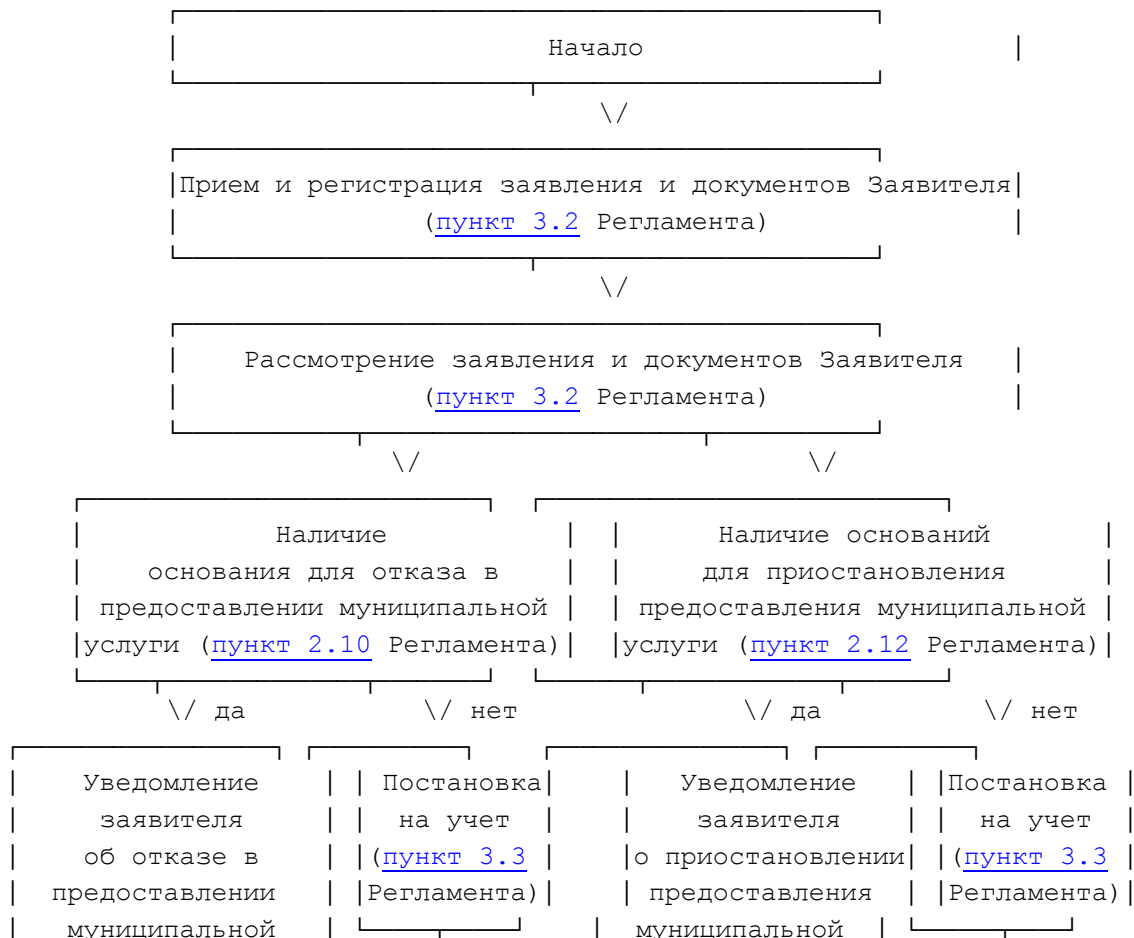 Начало
Прием и регистрация заявления и документов Заявителя
(пункт 3.2 Регламента)
Рассмотрение заявления и документов Заявителя
(пункт 3.2 Регламента)
Наличие
основания для отказа в
предоставлении муниципальной
услуги (пункт 2.10 Регламента)
Наличие оснований
для приостановления
предоставления муниципальной
услуги (пункт 2.12 Регламента)
да
нет
да
нет
Уведомление
заявителя
об отказе в
предоставлении
муниципальной
Постановка
на учет
(пункт 3.3
Регламента)
Уведомление
заявителя
о приостановлении
предоставления
муниципальной
Постановка
на учет
(пункт 3.3
Регламента)